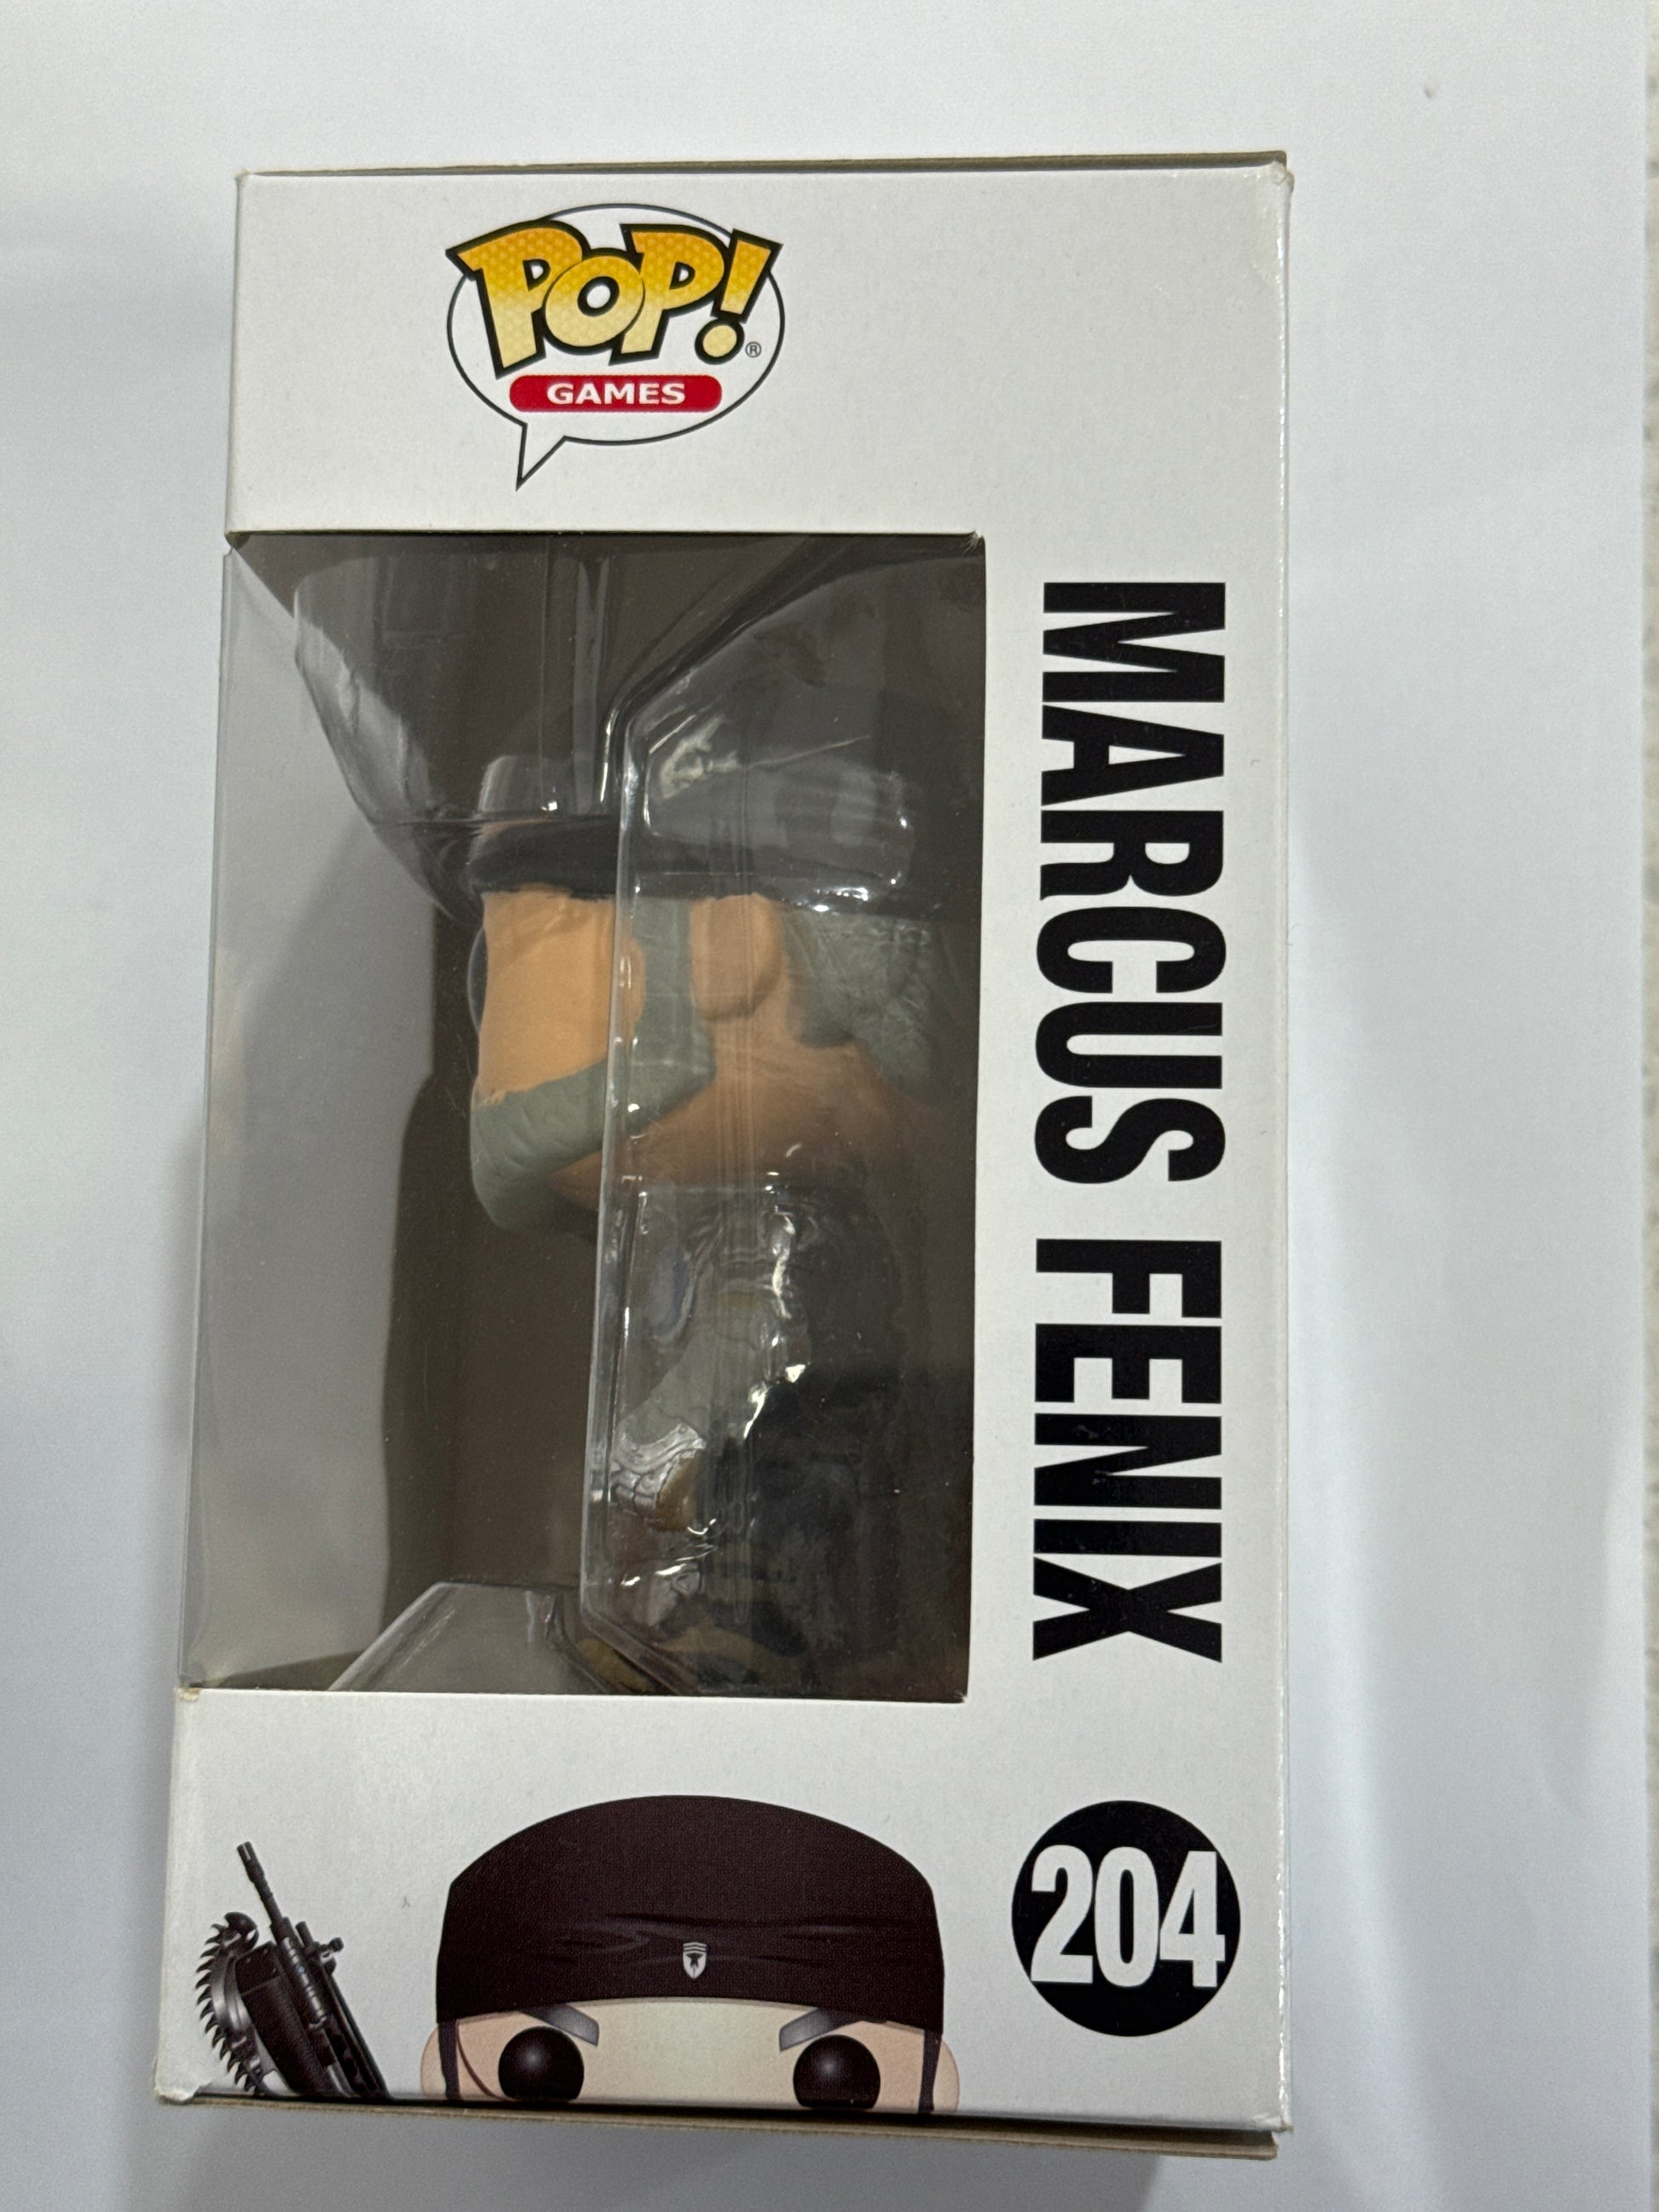 POP!®
GAMES
MARCUS FENIX
204